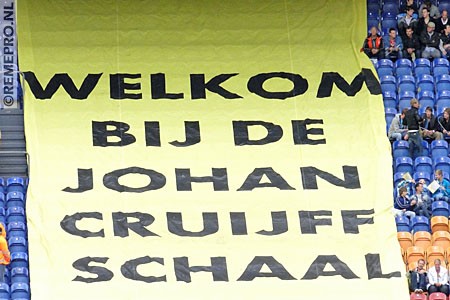 ©REMEPRO.NL
WELKOM
BIJ DE
JOHAN
CRUIJFF
SCHAAL